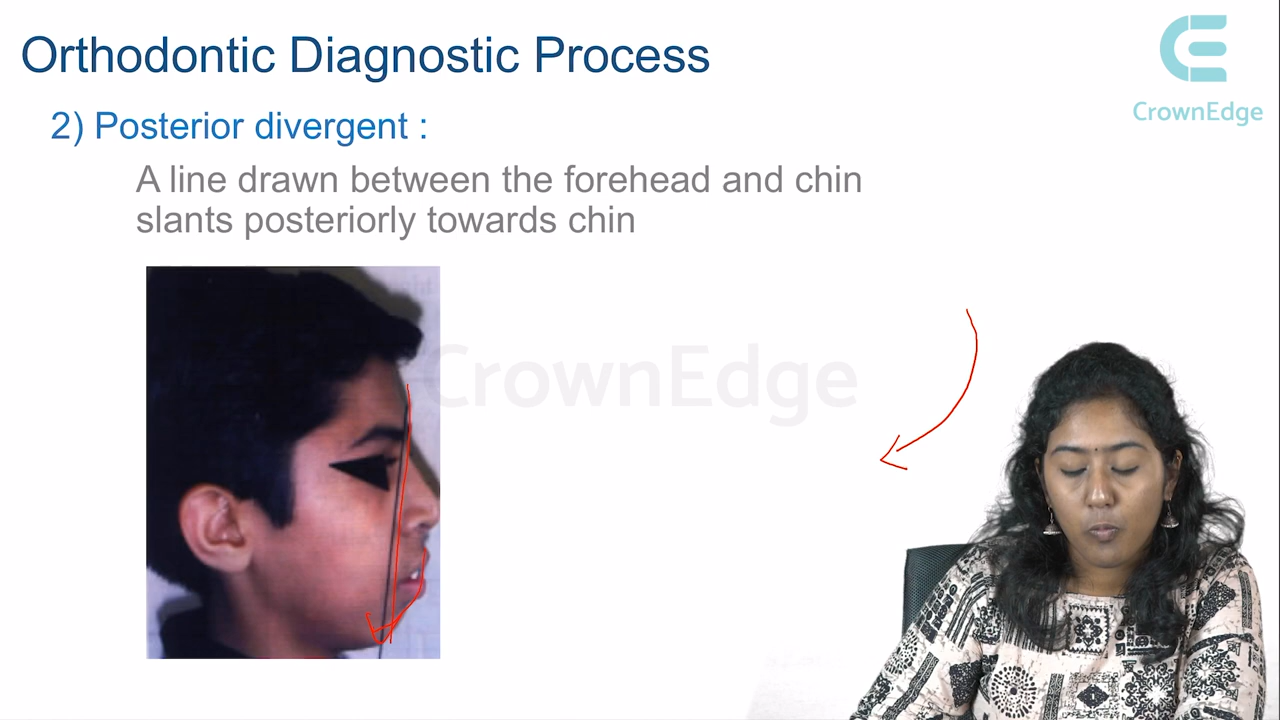 Orthodontic Diagnostic Process
CrownEdge
2) Posterior divergent :
A line drawn between the forehead and chin
slants posteriorly towards chin
CrownEdge